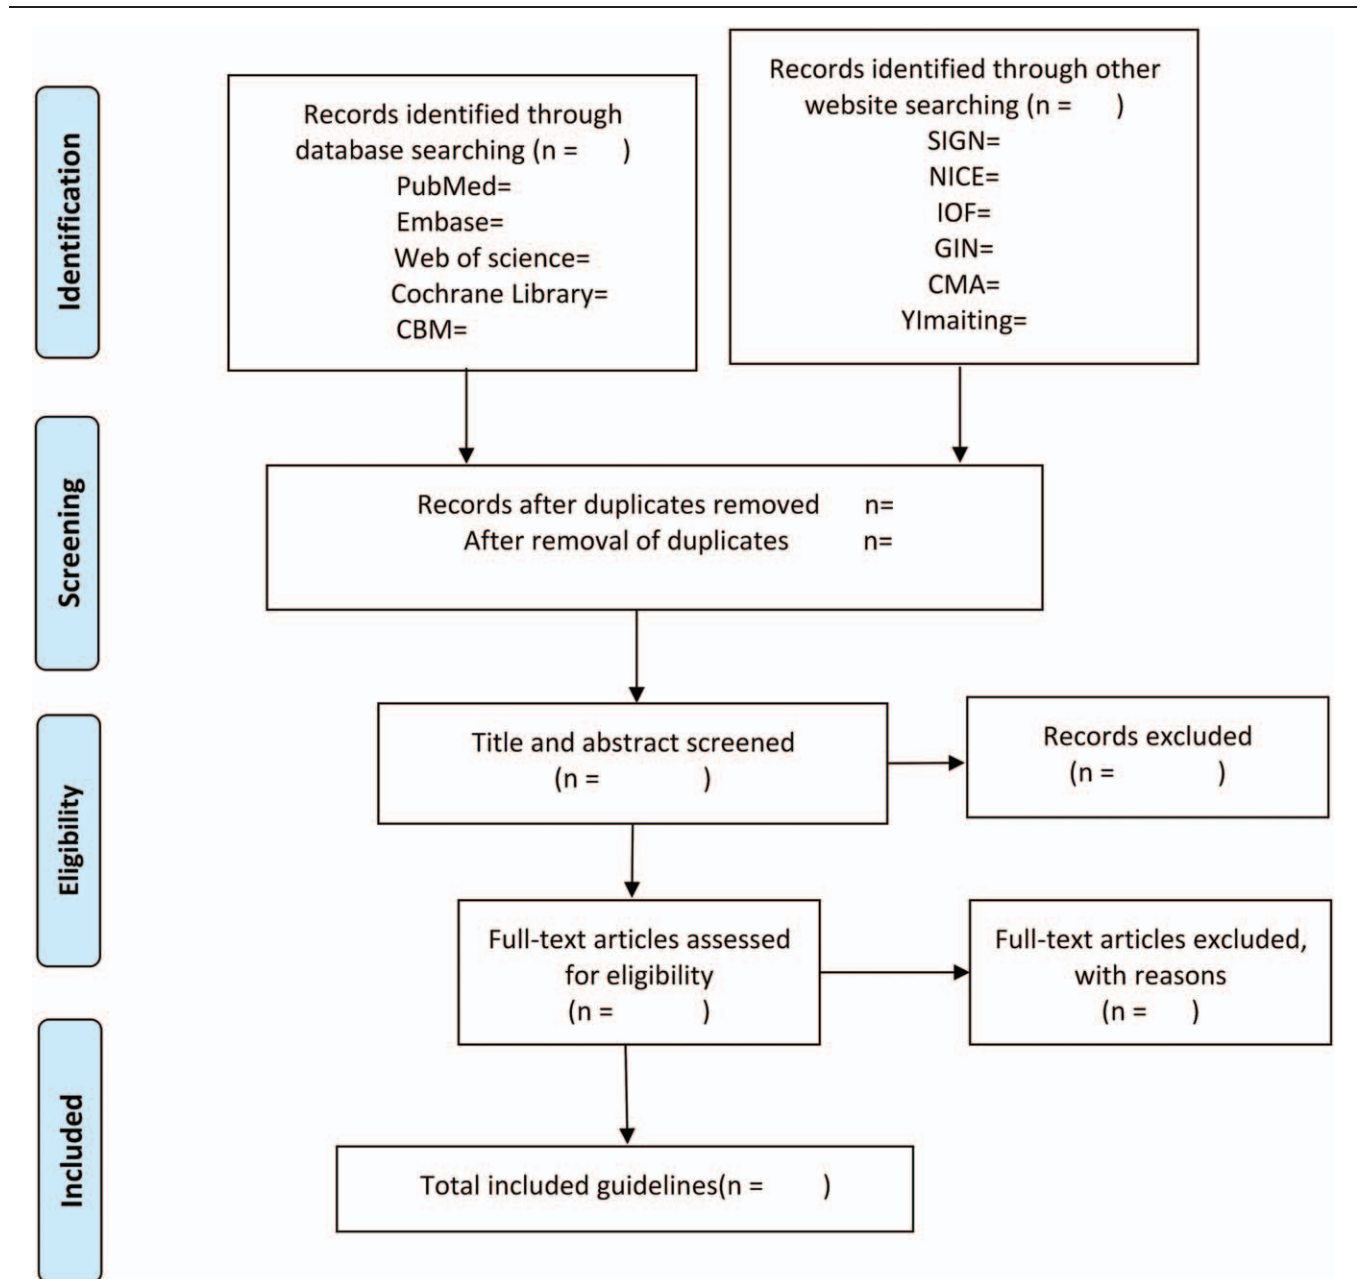 Identification
Records identified through
database searching (n =      )
PubMed=
Embase=
Web of science=
Cochrane Library=
CBM=
Records identified through other
website searching (n =      )
SIGN=
NICE=
IOF=
GIN=
CMA=
YImaiting=
Screening
Records after duplicates removed      n=
After removal of duplicates      n=
Eligibility
Title and abstract screened
(n =      )
Records excluded
(n =      )
Full-text articles assessed
for eligibility
(n =      )
Full-text articles excluded,
with reasons
(n =      )
Included
Total included guidelines(n =      )